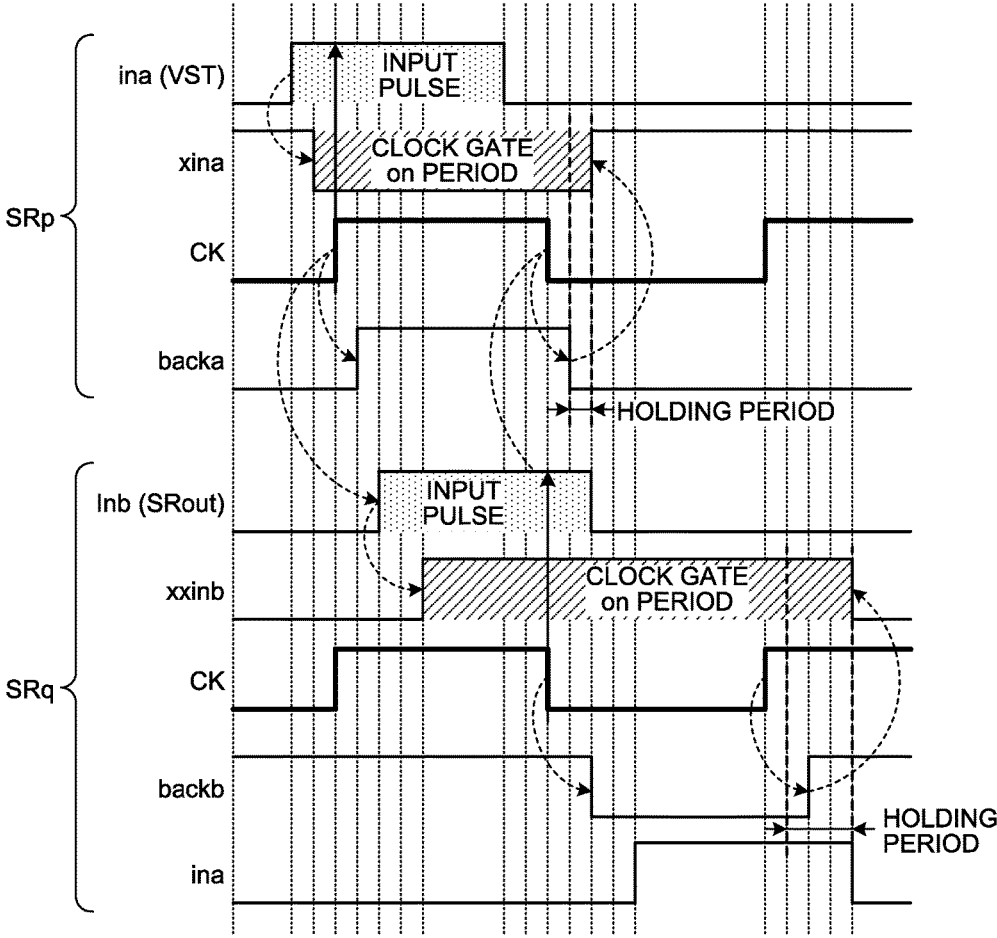 ina (VST)
INPUT
PULSE
xina
CLOCK GATE
on PERIOD
SRp
CK
backa
HOLDING PERIOD
Inb (SRout)
INPUT
PULSE
xxinb
CLOCK GATE
on PERIOD
SRq
CK
backb
HOLDING
PERIOD
ina